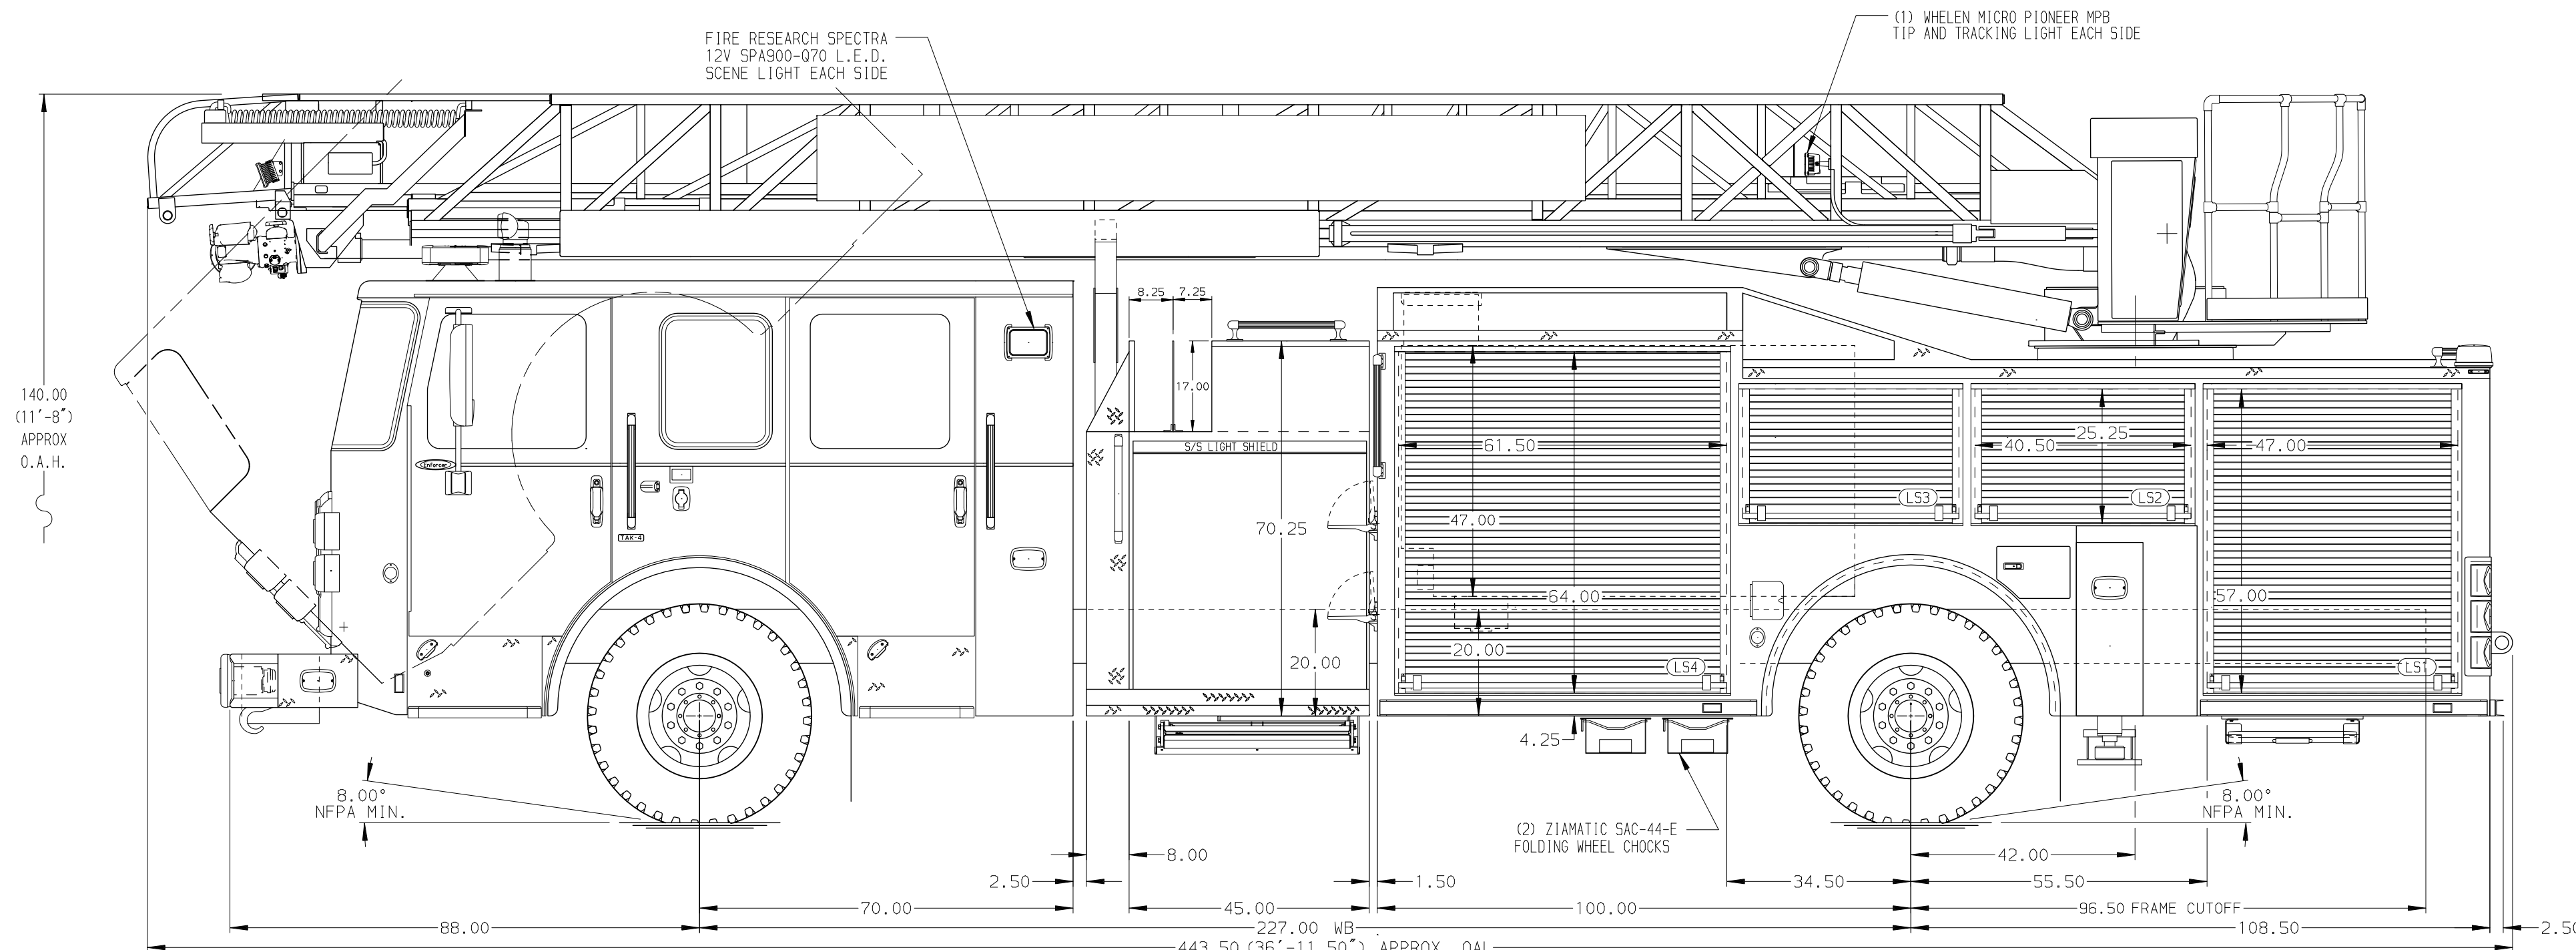 (1) WHELEN MICRO PIONEER MPB
TIP AND TRACKING LIGHT EACH SIDE
FIRE RESEARCH SPECTRA
12V SPA900-Q70 L.E.D.
SCENE LIGHT EACH SIDE
140.00
(11'-8")
APPROX
O.A.H.
8.25
7.25
17.00
S/S LIGHT SHIELD
Enforcer
TAK-4
70.25
20.00
61.50
47.00
64.00
20.00
LS4
LS3
40.50
25.25
LS2
47.00
57.00
LS1
4.25
8.00°
NFPA MIN.
8.00°
NFPA MIN.
(2) ZIAMATIC SAC-44-E
FOLDING WHEEL CHOCKS
8.00
42.00
2.50
1.50
34.50
55.50
70.00
45.00
100.00
96.50 FRAME CUTOFF
88.00
227.00 WB
108.50
2.50
443.50 (36'-11.50") APPROX. OAL